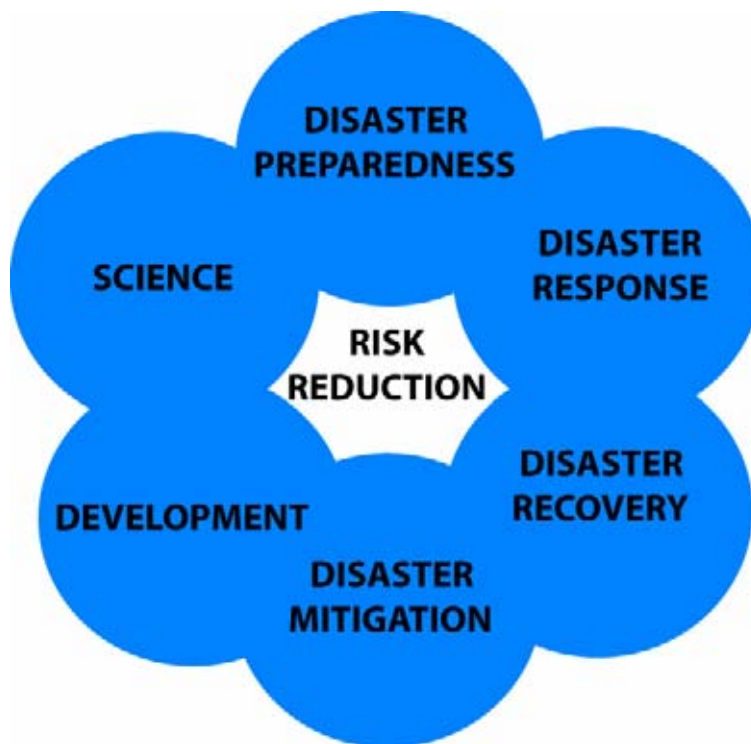 DISASTER
PREPAREDNESS
DISASTER
RESPONSE
SCIENCE
RISK
REDUCTION
DISASTER
RECOVERY
DEVELOPMENT
DISASTER
MITIGATION